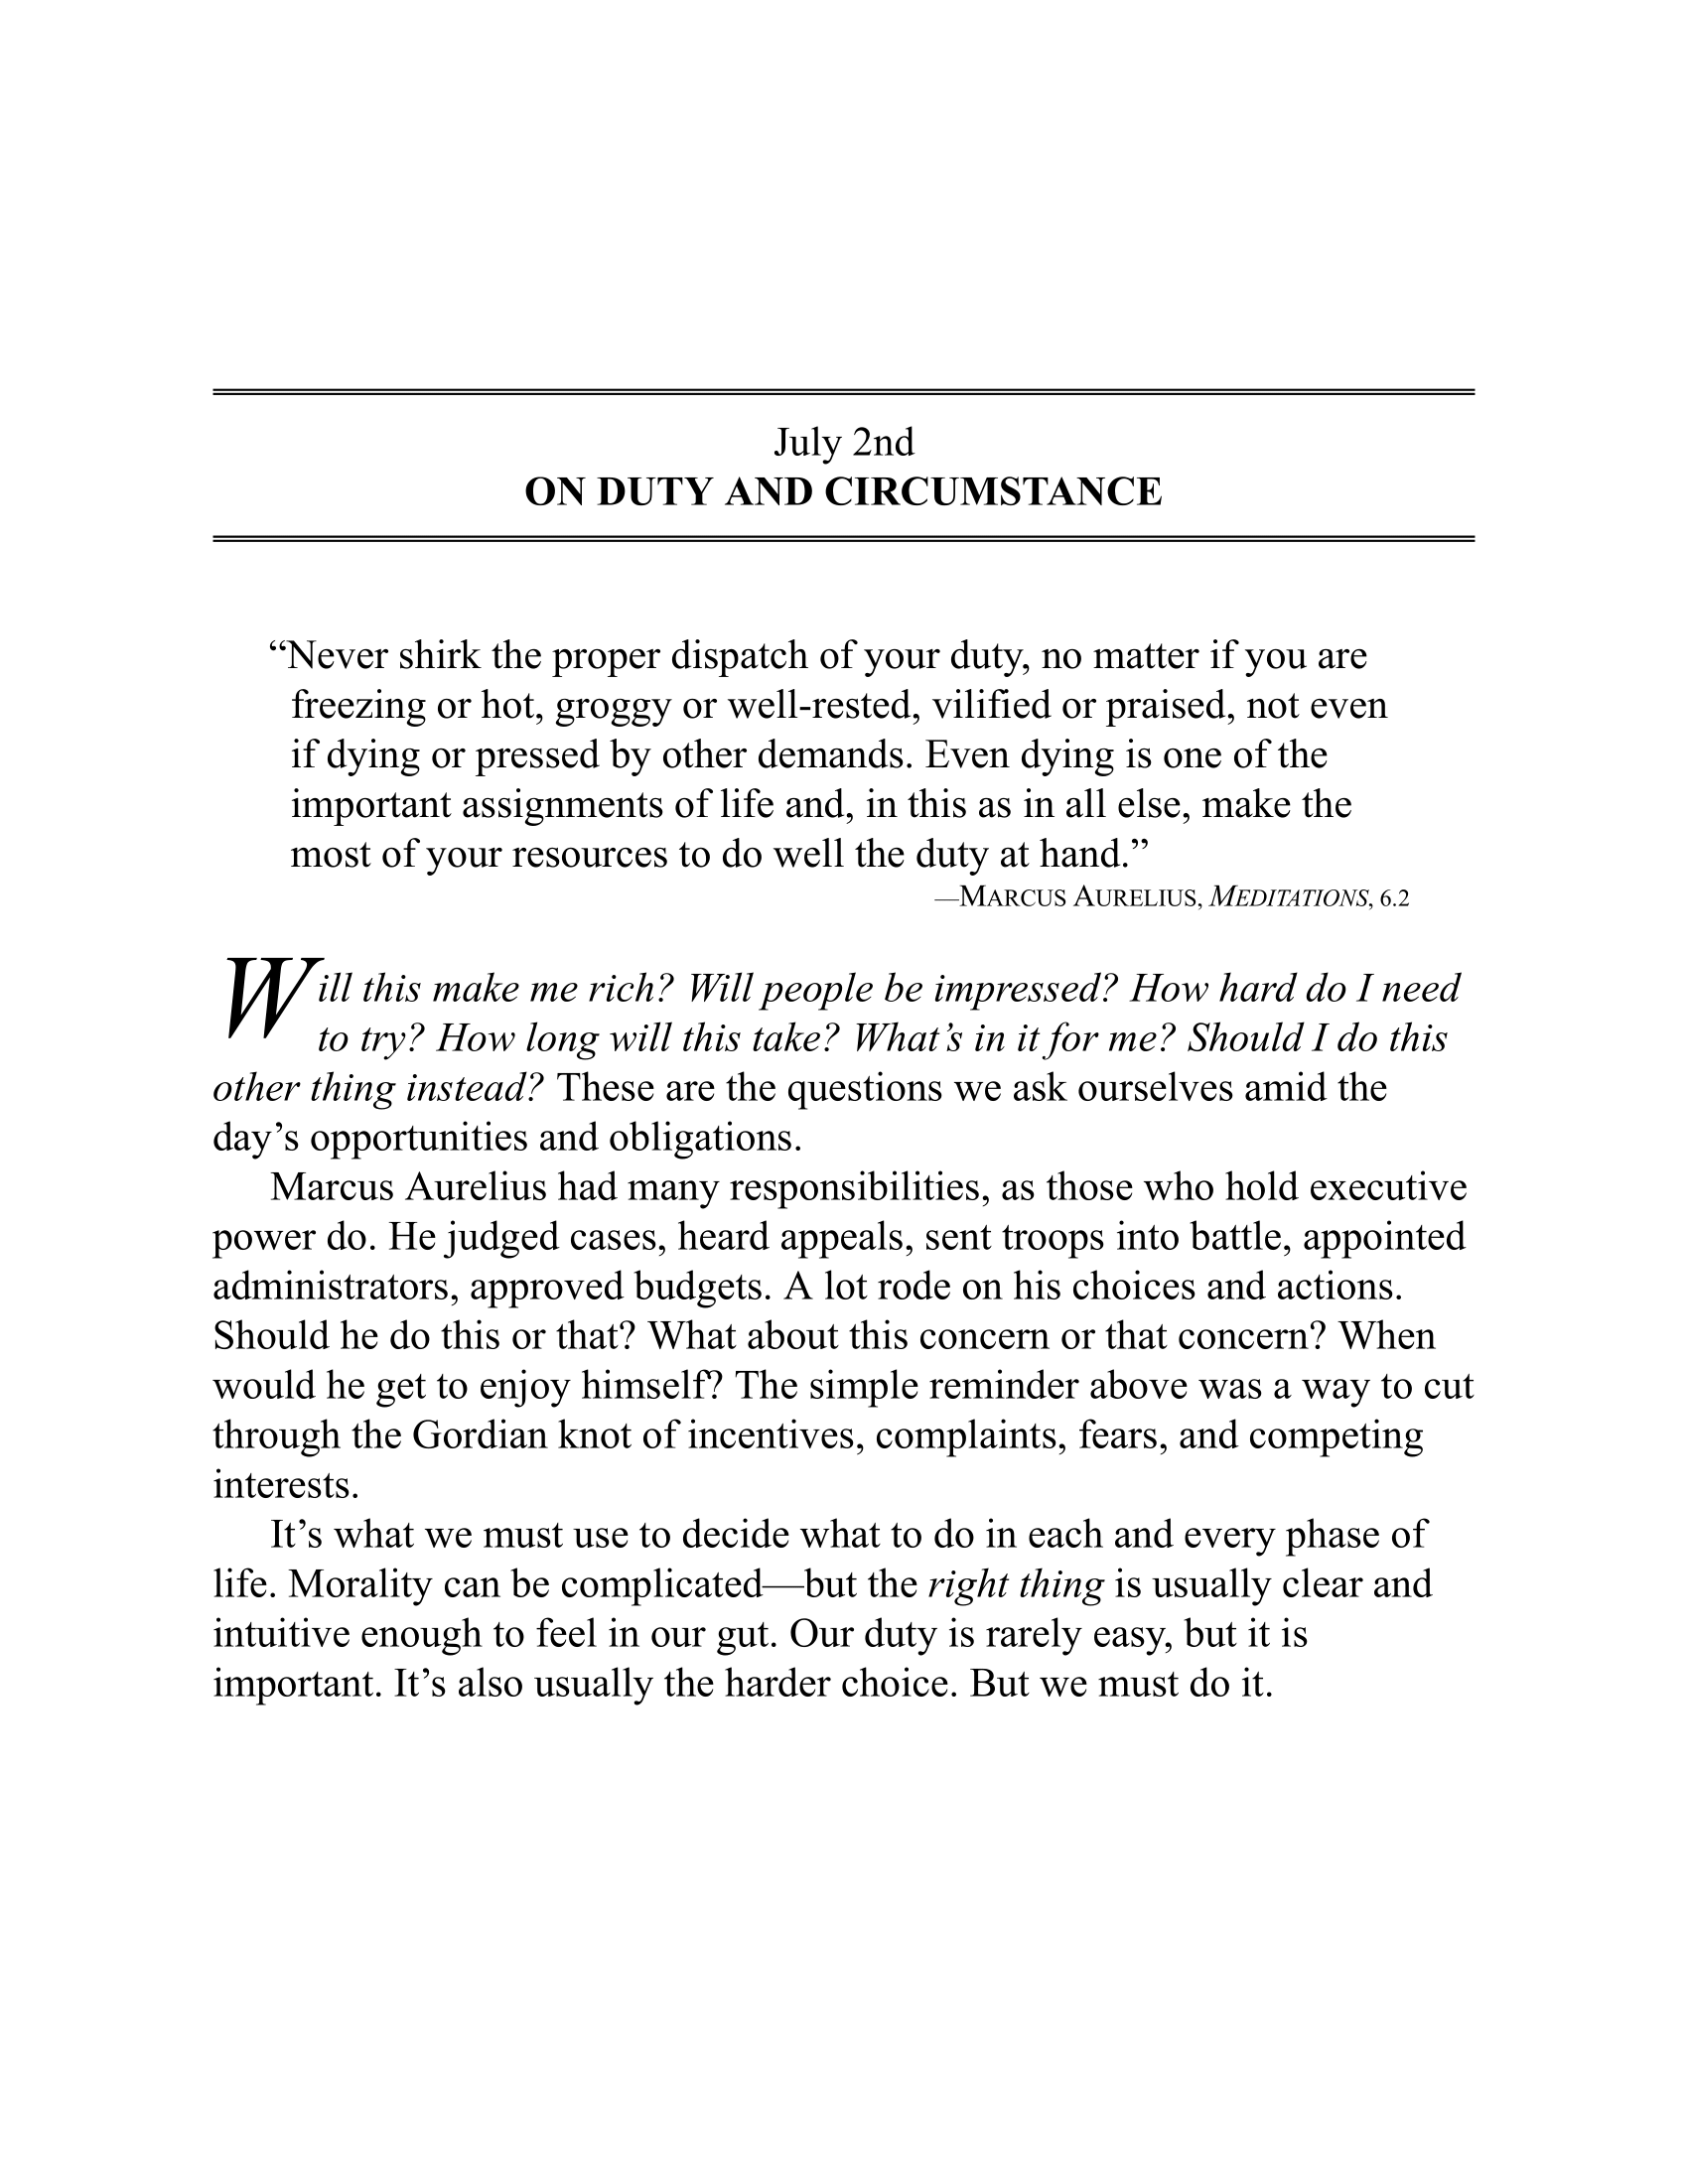 July 2nd
ON DUTY AND CIRCUMSTANCE
“Never shirk the proper dispatch of your duty, no matter if you are
freezing or hot, groggy or well-rested, vilified or praised, not even
if dying or pressed by other demands. Even dying is one of the
important assignments of life and, in this as in all else, make the
most of your resources to do well the duty at hand.”
—MARCUS AURELIUS, MEDITATIONS, 6.2
Will this make me rich? Will people be impressed? How hard do I need
to try? How long will this take? What’s in it for me? Should I do this
other thing instead? These are the questions we ask ourselves amid the
day’s opportunities and obligations.
Marcus Aurelius had many responsibilities, as those who hold executive
power do. He judged cases, heard appeals, sent troops into battle, appointed
administrators, approved budgets. A lot rode on his choices and actions.
Should he do this or that? What about this concern or that concern? When
would he get to enjoy himself? The simple reminder above was a way to cut
through the Gordian knot of incentives, complaints, fears, and competing
interests.
It’s what we must use to decide what to do in each and every phase of
life. Morality can be complicated—but the right thing is usually clear and
intuitive enough to feel in our gut. Our duty is rarely easy, but it is
important. It’s also usually the harder choice. But we must do it.